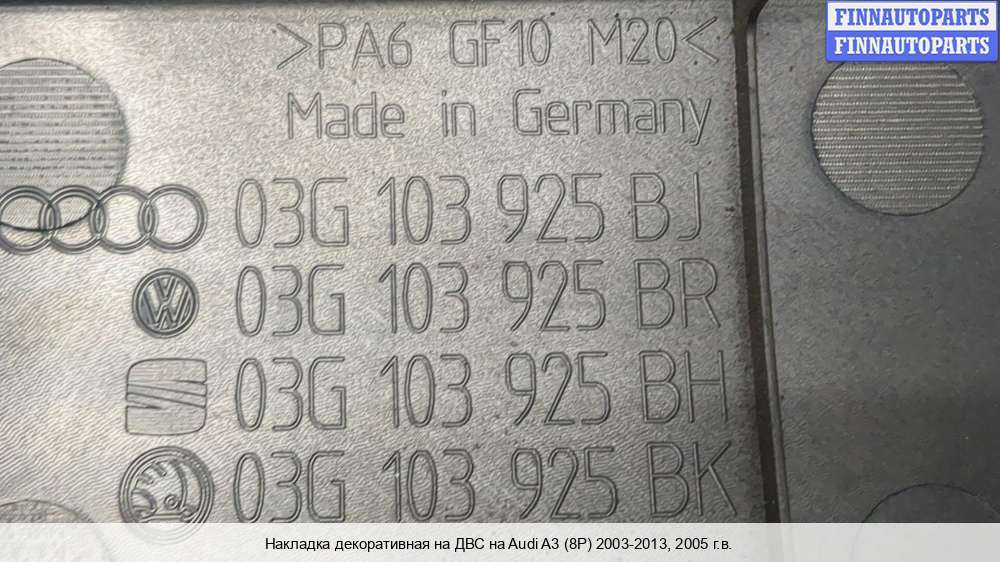 FINNAUTOPARTS
FINNAUTOPARTS
>PA6 GF10 M20<
Made in Germany
03G 103 925 BJ
03G 103 925 BR
03G 103 925 BH
03G 103 925 BK
Накладка декоративная на ДВС на Audi A3 (8P) 2003-2013, 2005 г.в.